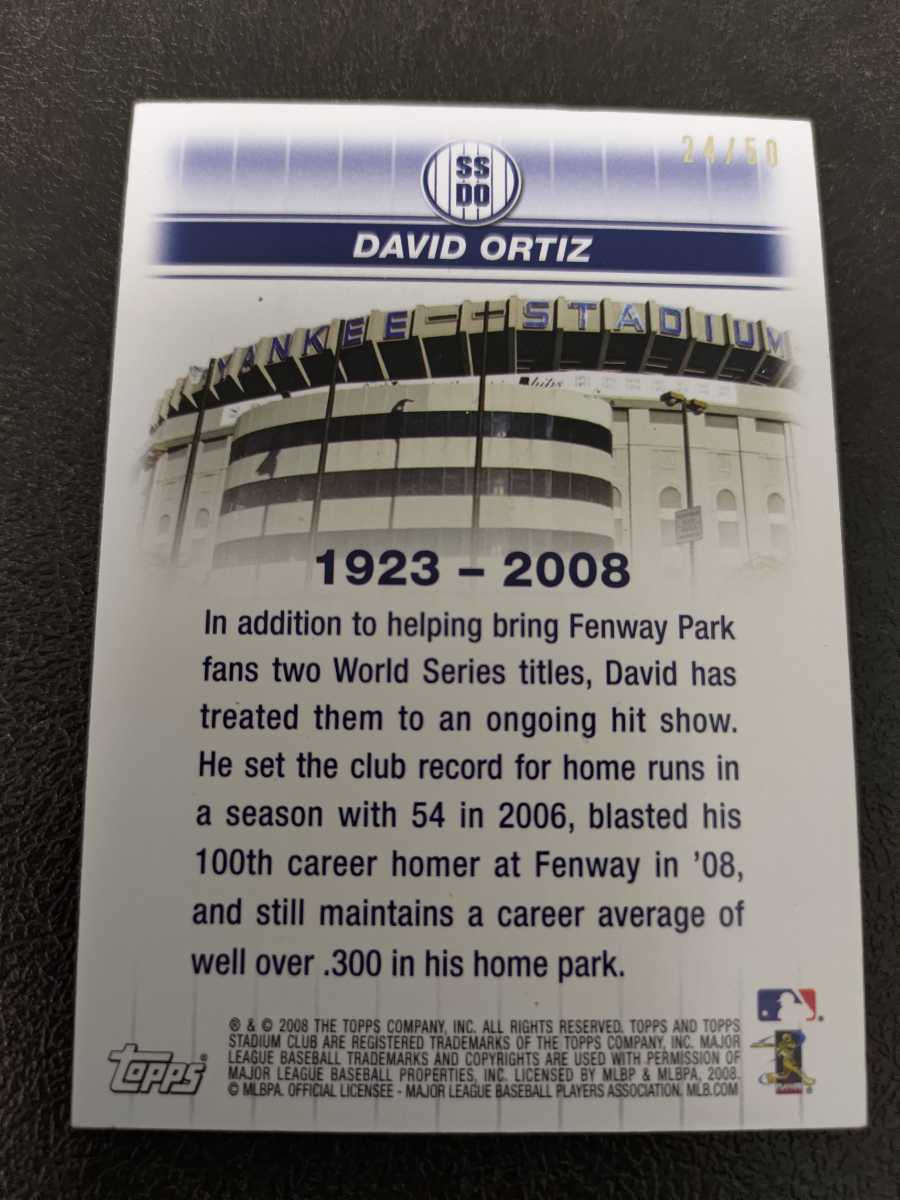 24/50
SS
DO
DAVID ORTIZ
YANKEE STADIUM
1923 – 2008
In addition to helping bring Fenway Park
fans two World Series titles, David has
treated them to an ongoing hit show.
He set the club record for home runs in
a season with 54 in 2006, blasted his
100th career homer at Fenway in ’08,
and still maintains a career average of
well over .300 in his home park.
® & © 2008 THE TOPPS COMPANY, INC. ALL RIGHTS RESERVED. TOPPS AND TOPPS
STADIUM CLUB ARE REGISTERED TRADEMARKS OF THE TOPPS COMPANY, INC. MAJOR
LEAGUE BASEBALL TRADEMARKS AND COPYRIGHTS ARE USED WITH PERMISSION OF
MAJOR LEAGUE BASEBALL PROPERTIES, INC. LICENSED BY MLBP & MLBPA, 2008.
© MLBPA. OFFICIAL LICENSEE - MAJOR LEAGUE BASEBALL PLAYERS ASSOCIATION. MLB.COM
Topps®